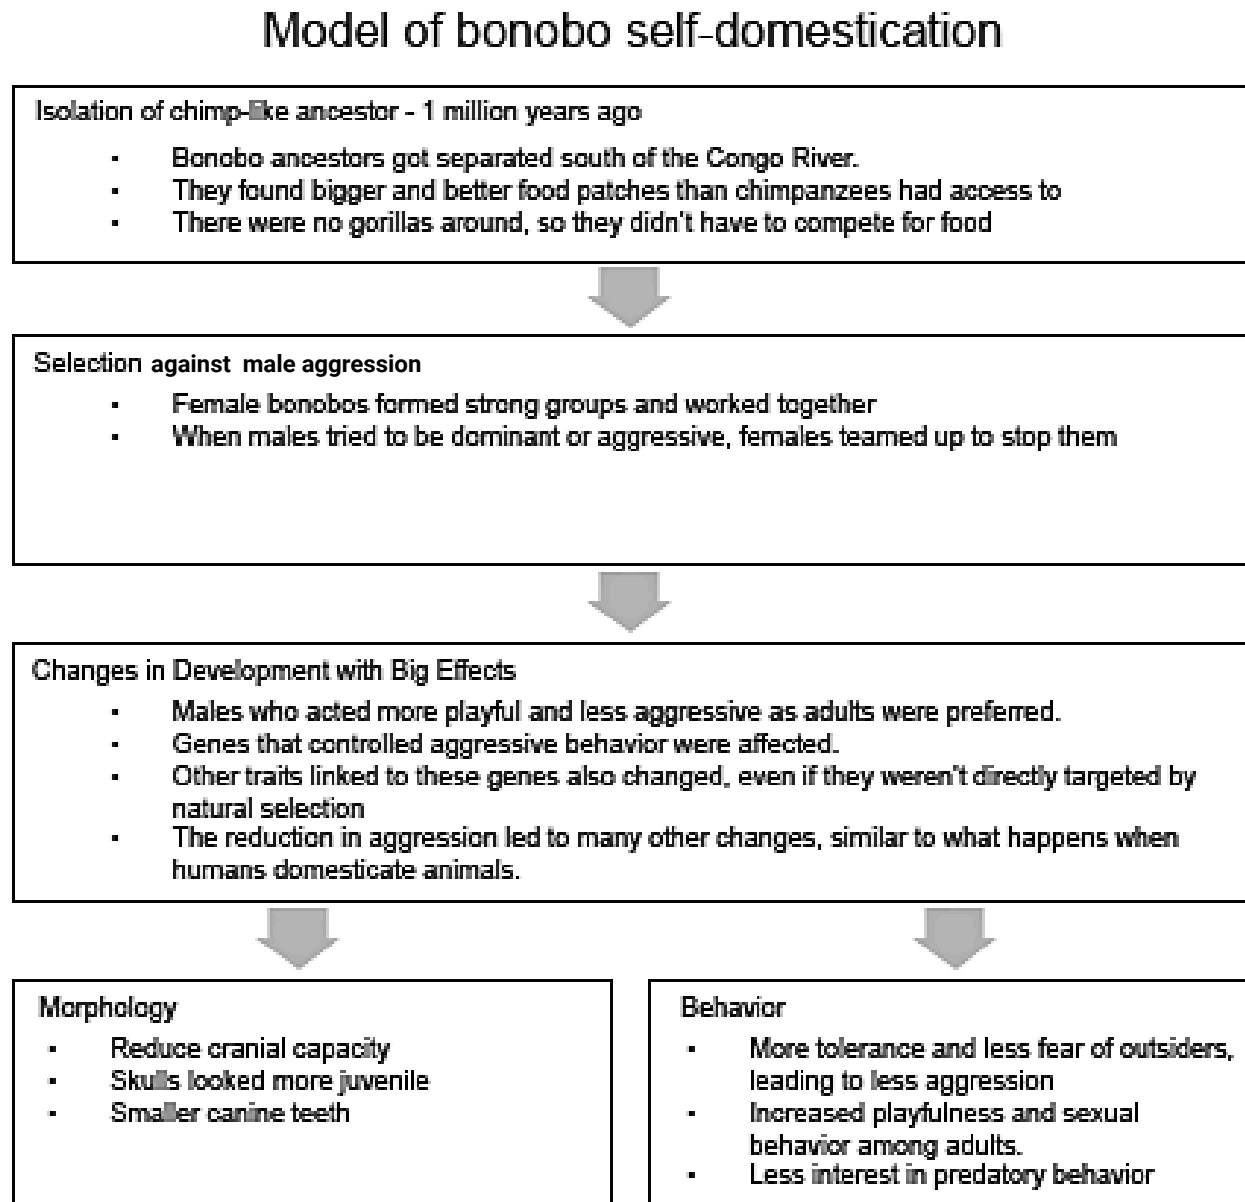 Model of bonobo self-domestication
Isolation of chimp-like ancestor - 1 million years ago
▪ Bonobo ancestors got separated south of the Congo River.
▪ They found bigger and better food patches than chimpanzees had access to
▪ There were no gorillas around, so they didn't have to compete for food
Selection against male aggression
▪ Female bonobos formed strong groups and worked together
▪ When males tried to be dominant or aggressive, females teamed up to stop them
Changes in Development with Big Effects
▪ Males who acted more playful and less aggressive as adults were preferred.
▪ Genes that controlled aggressive behavior were affected.
▪ Other traits linked to these genes also changed, even if they weren't directly targeted by
natural selection
▪ The reduction in aggression led to many other changes, similar to what happens when
humans domesticate animals.
Morphology
▪ Reduce cranial capacity
▪ Skulls looked more juvenile
▪ Smaller canine teeth
Behavior
▪ More tolerance and less fear of outsiders,
leading to less aggression
▪ Increased playfulness and sexual
behavior among adults.
▪ Less interest in predatory behavior